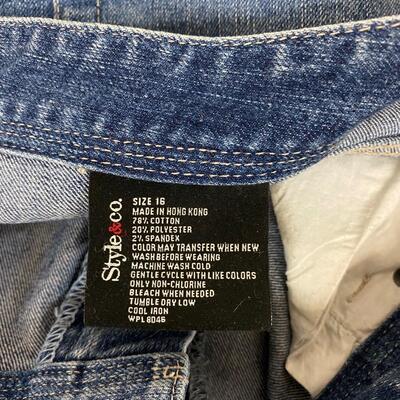 Style&co.
SIZE 16
MADE IN HONG KONG
78% COTTON
20% POLYESTER
2% SPANDEX
COLOR MAY TRANSFER WHEN NEW
WASH BEFORE WEARING
MACHINE WASH COLD
GENTLE CYCLE WITH LIKE COLORS
ONLY NON-CHLORINE
BLEACH WHEN NEEDED
TUMBLE DRY LOW
COOL IRON
WPL 8046